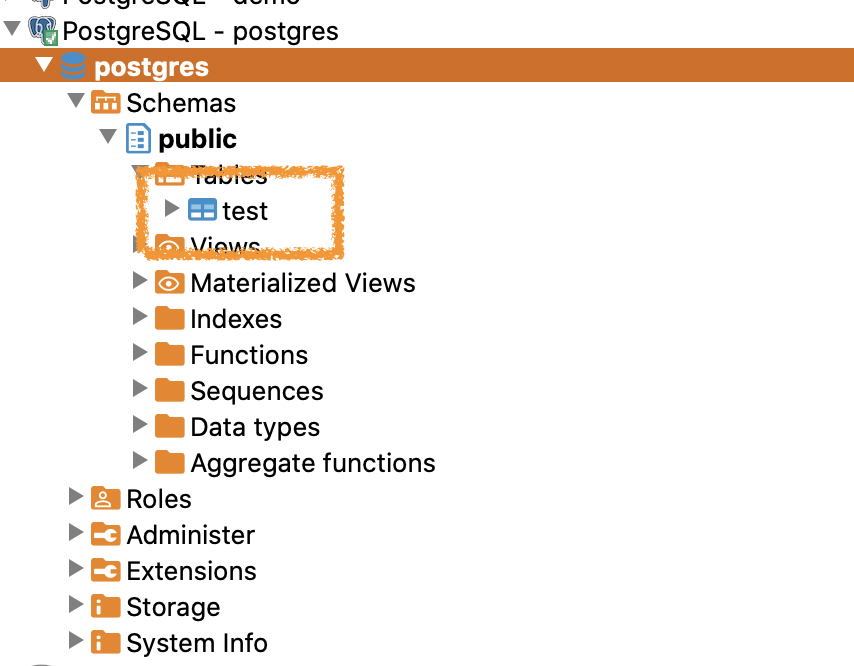 PostgreSQL - demo
PostgreSQL - postgres
postgres
Schemas
public
Tables
test
Views
Materialized Views
Indexes
Functions
Sequences
Data types
Aggregate functions
Roles
Administer
Extensions
Storage
System Info